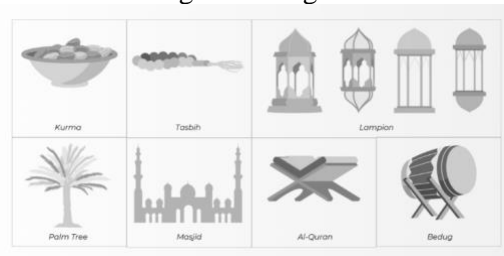 Kurma
Tasbih
Lampion
Palm Tree
Masjid
Al-Quran
Bedug